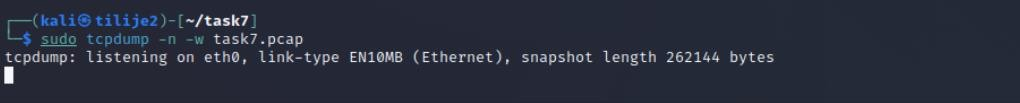 ┌──(kali㉿tilije2)-[~/task7]
└─$ sudo tcpdump -n -w task7.pcap
tcpdump: listening on eth0, link-type EN10MB (Ethernet), snapshot length 262144 bytes